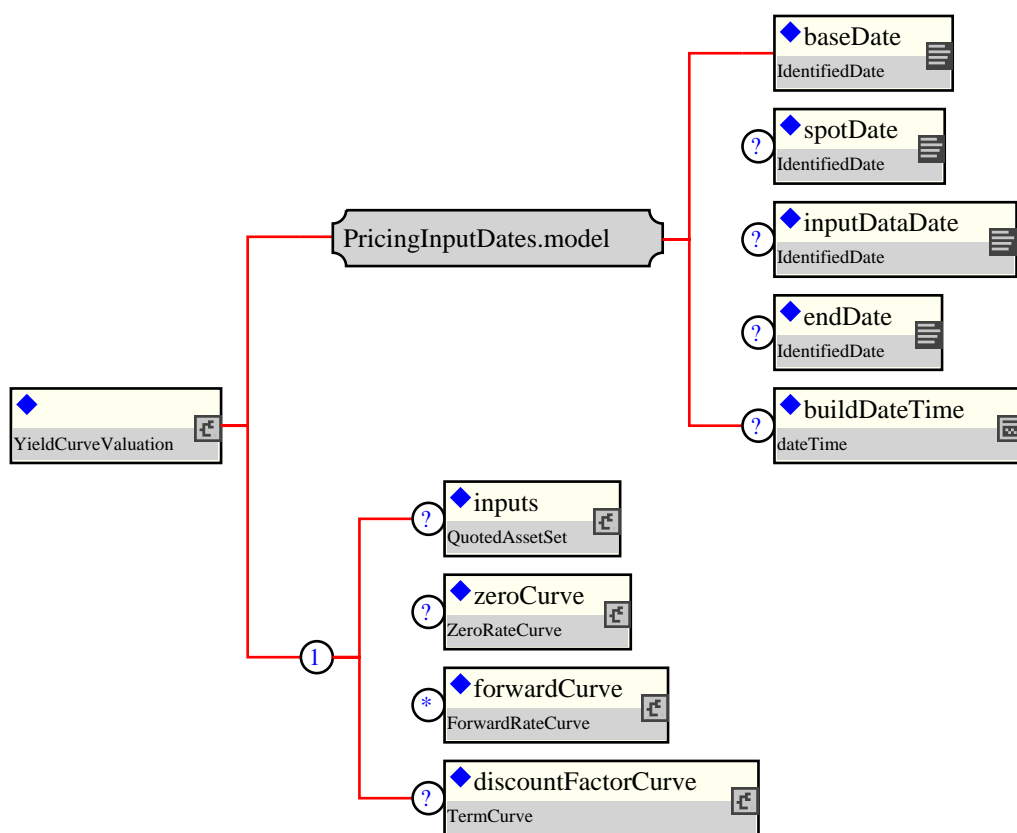 baseDate
IdentifiedDate
?
spotDate
IdentifiedDate
PricingInputDates.model
?
inputDataDate
IdentifiedDate
?
endDate
IdentifiedDate
YieldCurveValuation
?
buildDateTime
dateTime
?
inputs
QuotedAssetSet
?
zeroCurve
ZeroRateCurve
1
*
forwardCurve
ForwardRateCurve
?
discountFactorCurve
TermCurve